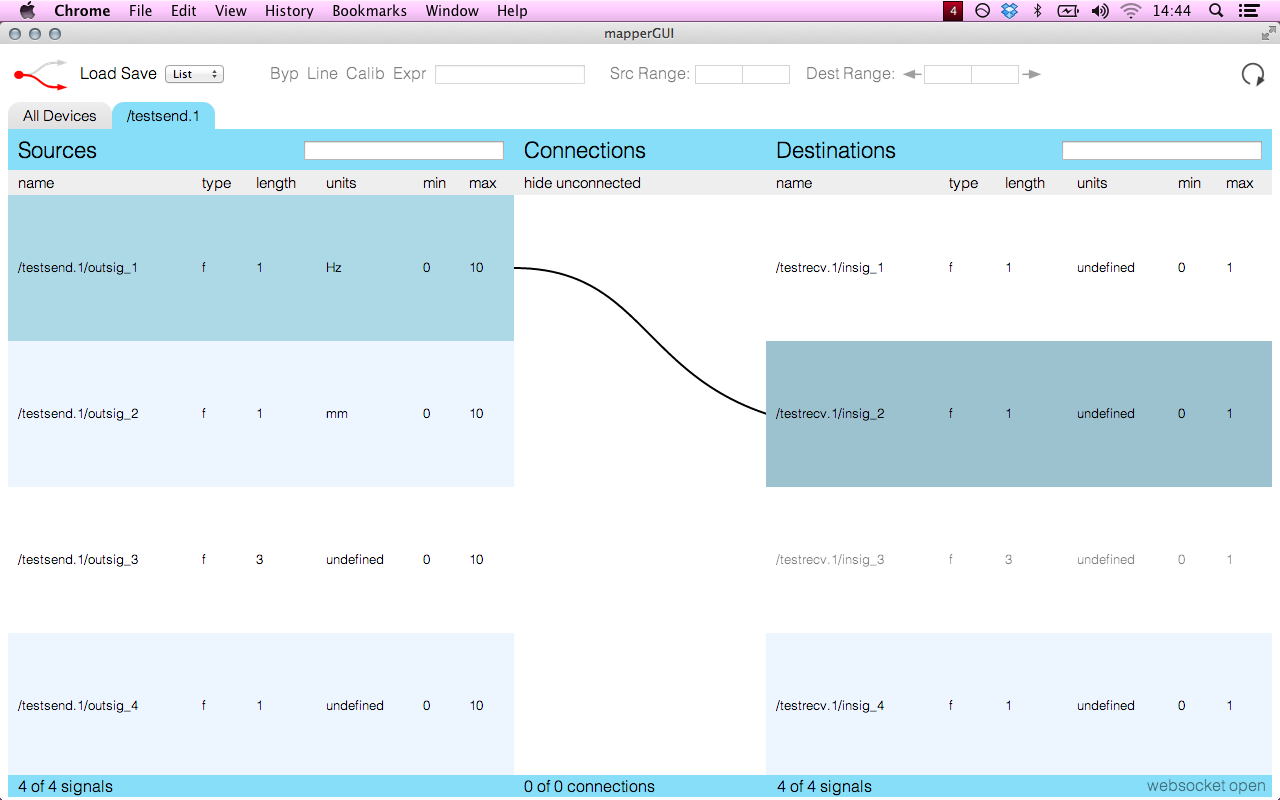 Chrome File Edit View History Bookmarks Window Help 4 14:44
mapperGUI
Load Save List Byp Line Calib Expr Src Range: Dest Range:
All Devices /testsend.1
Sources Connections Destinations
name type length units min max hide unconnected name type length units min max
/testsend.1/outsig_1 f 1 Hz 0 10 /testrecv.1/insig_1 f 1 undefined 0 1
/testsend.1/outsig_2 f 1 mm 0 10 /testrecv.1/insig_2 f 1 undefined 0 1
/testsend.1/outsig_3 f 3 undefined 0 10 /testrecv.1/insig_3 f 3 undefined 0 1
/testsend.1/outsig_4 f 1 undefined 0 10 /testrecv.1/insig_4 f 1 undefined 0 1
4 of 4 signals 0 of 0 connections 4 of 4 signals websocket open